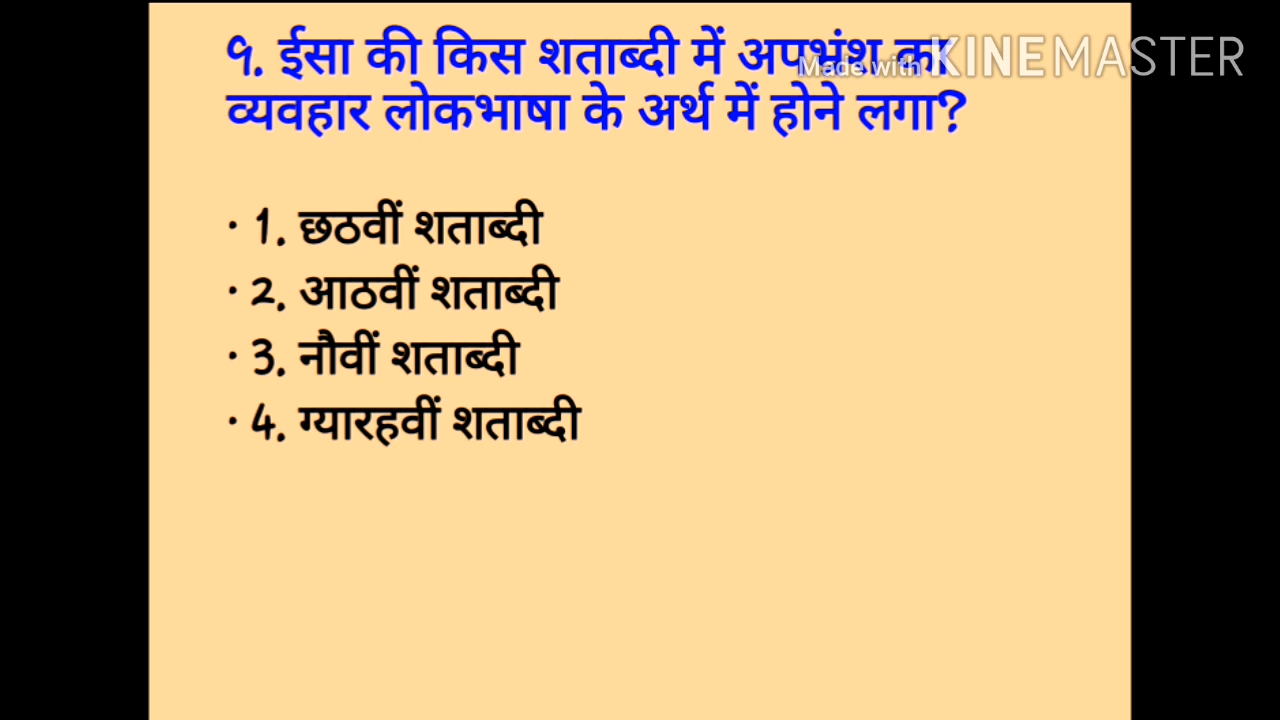 ९. ईसा की किस शताब्दी में अपभ्रंश का
Made with KINEMASTER
व्यवहार लोकभाषा के अर्थ में होने लगा?
· 1. छठवीं शताब्दी
· 2. आठवीं शताब्दी
· 3. नौवीं शताब्दी
· 4. ग्यारहवीं शताब्दी